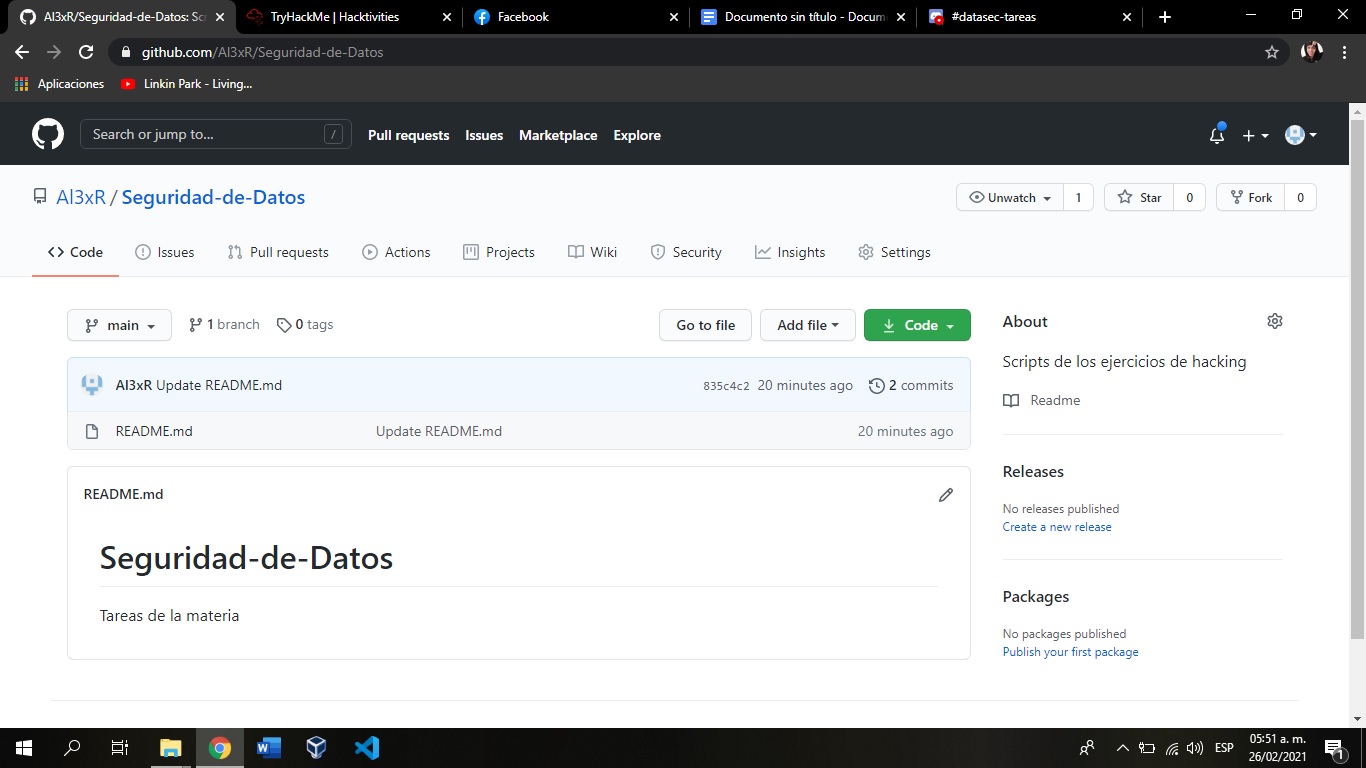 Al3xR/Seguridad-de-Datos: Scr
TryHackMe | Hacktivities
Facebook
Documento sin título - Docum
#datasec-tareas
github.com/Al3xR/Seguridad-de-Datos
Aplicaciones
Linkin Park - Living...
Search or jump to...
/
Pull requests
Issues
Marketplace
Explore
Al3xR / Seguridad-de-Datos
Unwatch 1
Star 0
Fork 0
Code
Issues
Pull requests
Actions
Projects
Wiki
Security
Insights
Settings
main
1 branch
0 tags
Go to file
Add file
Code
About
Scripts de los ejercicios de hacking
Readme
Al3xR Update README.md
835c4c2 20 minutes ago
2 commits
README.md
Update README.md
20 minutes ago
Releases
No releases published
Create a new release
README.md
Seguridad-de-Datos
Tareas de la materia
Packages
No packages published
Publish your first package
ESP
05:51 a. m.
26/02/2021
1